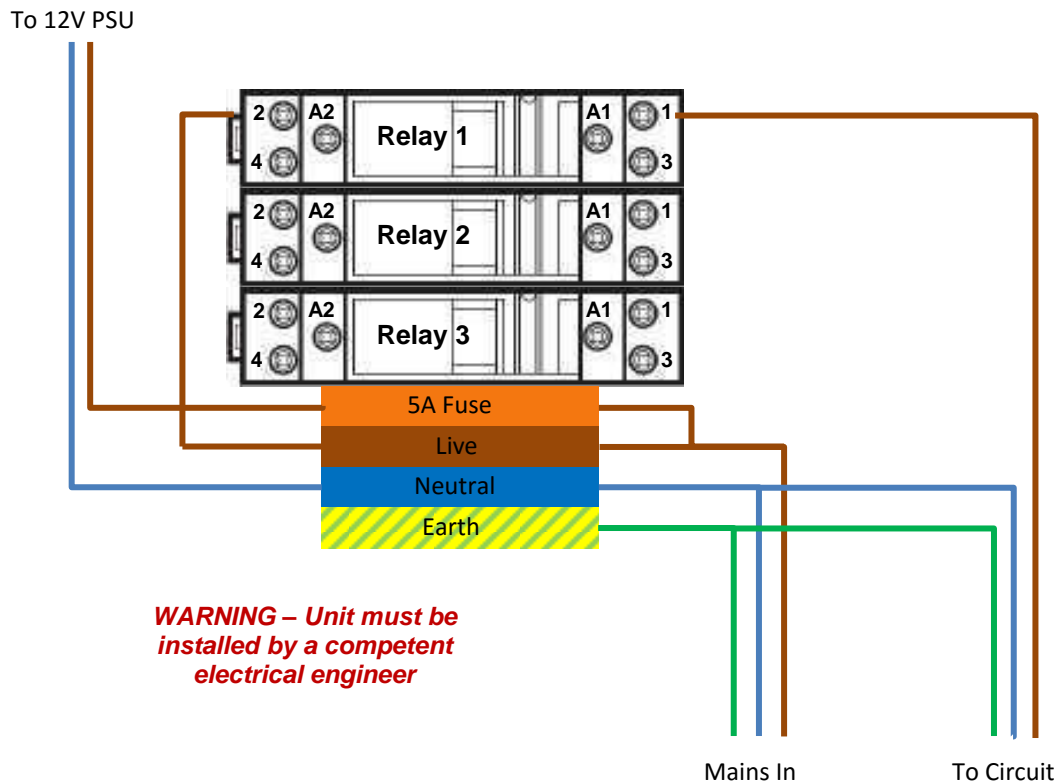 To 12V PSU
2 A2 Relay 1 A1 1
4 3
2 A2 Relay 2 A1 1
4 3
2 A2 Relay 3 A1 1
4 3
5A Fuse
Live
Neutral
Earth
WARNING – Unit must be
installed by a competent
electrical engineer
Mains In To Circuit